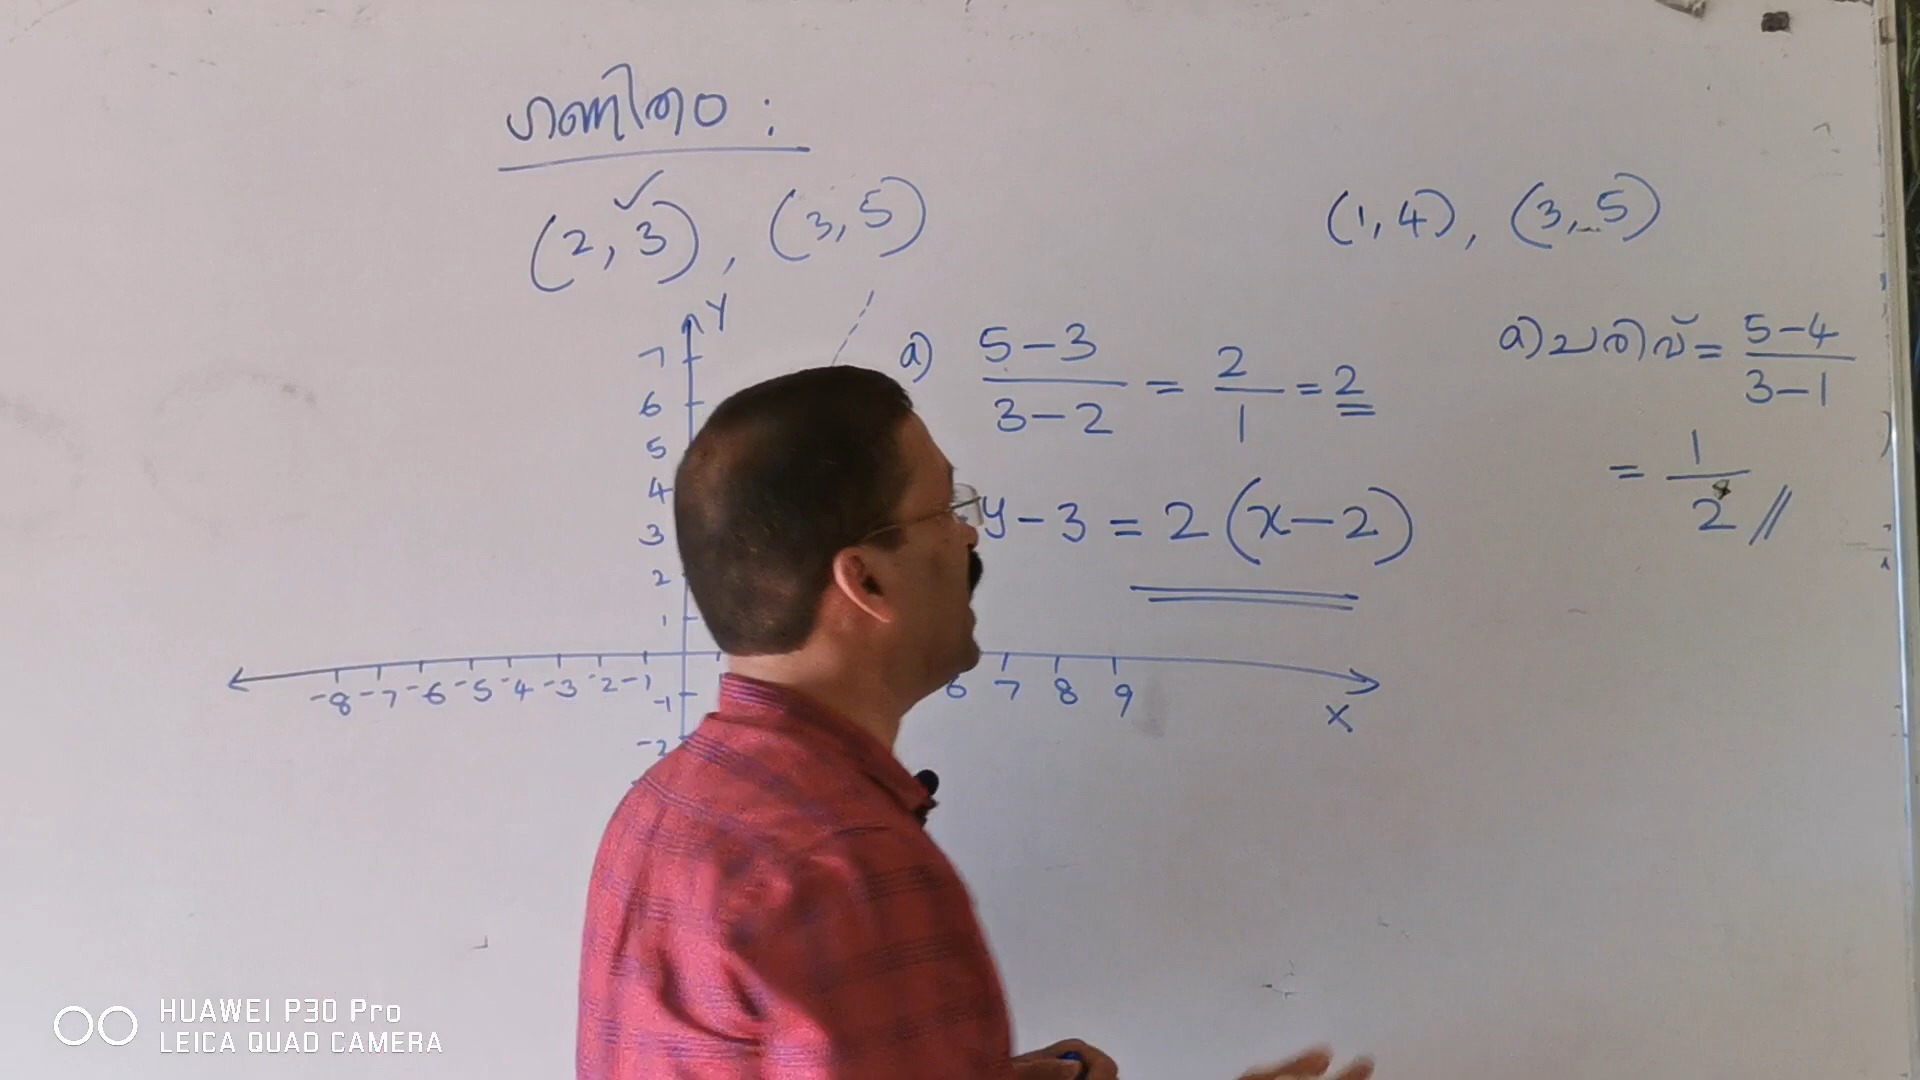 ഗണിതം :
(2, 3) , (3, 5)
Y
7
6
5
4
3
2
1
-8 -7 -6 -5 -4 -3 -2 -1
6 7 8 9
X
-1
-2
a) 5-3 / 3-2 = 2/1 = 2
y - 3 = 2 (x - 2)
(1, 4) , (3, 5)
a) ചരിവ് = 5-4 / 3-1
= 1/2 //
HUAWEI P30 Pro
LEICA QUAD CAMERA